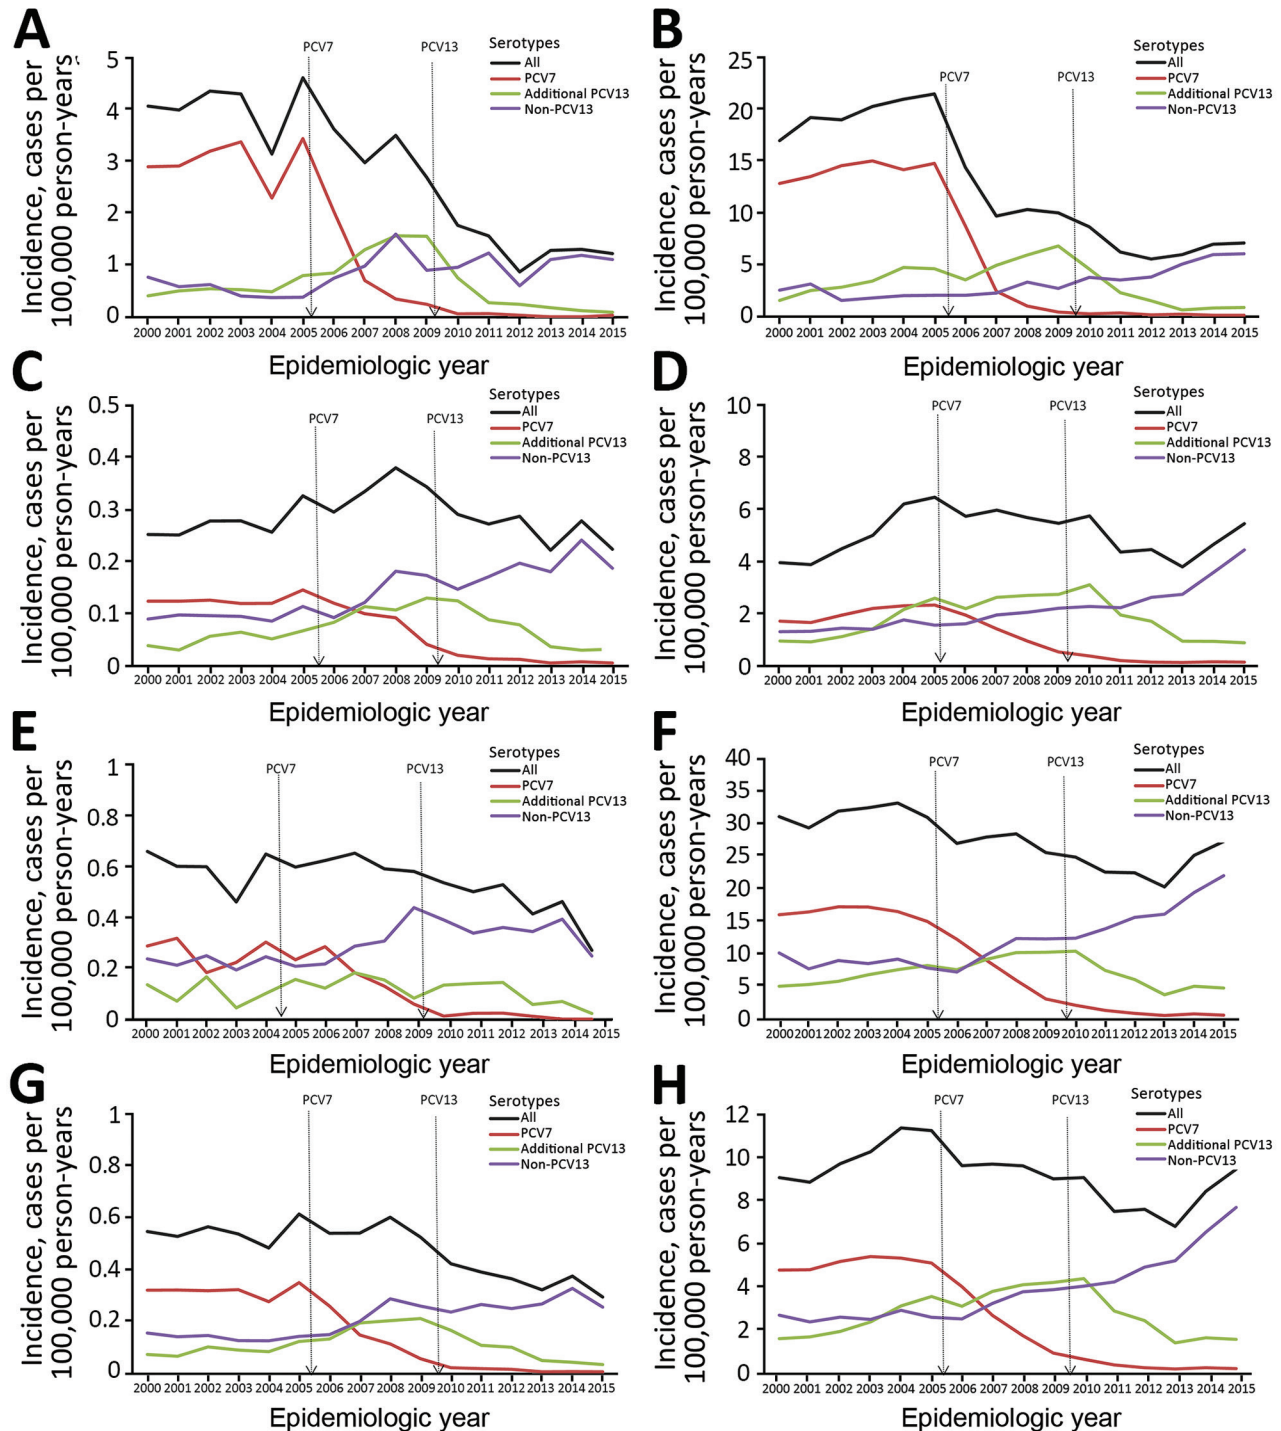 A
Incidence, cases per
100,000 person-years
5
4
3
2
1
0
PCV7
PCV13
Serotypes
All
PCV7
Additional PCV13
Non-PCV13
2000 2001 2002 2003 2004 2005 2006 2007 2008 2009 2010 2011 2012 2013 2014 2015
Epidemiologic year
B
Incidence, cases per
100,000 person-years
25
20
15
10
5
0
PCV7
PCV13
Serotypes
All
PCV7
Additional PCV13
Non-PCV13
2000 2001 2002 2003 2004 2005 2006 2007 2008 2009 2010 2011 2012 2013 2014 2015
Epidemiologic year
C
Incidence, cases per
100,000 person-years
0.5
0.4
0.3
0.2
0.1
0
PCV7
PCV13
Serotypes
All
PCV7
Additional PCV13
Non-PCV13
2000 2001 2002 2003 2004 2005 2006 2007 2008 2009 2010 2011 2012 2013 2014 2015
Epidemiologic year
D
Incidence, cases per
100,000 person-years
10
8
6
4
2
0
PCV7
PCV13
Serotypes
All
PCV7
Additional PCV13
Non-PCV13
2000 2001 2002 2003 2004 2005 2006 2007 2008 2009 2010 2011 2012 2013 2014 2015
Epidemiologic year
E
Incidence, cases per
100,000 person-years
1
0.8
0.6
0.4
0.2
0
PCV7
PCV13
Serotypes
All
PCV7
Additional PCV13
Non-PCV13
2000 2001 2002 2003 2004 2005 2006 2007 2008 2009 2010 2011 2012 2013 2014 2015
Epidemiologic year
F
Incidence, cases per
100,000 person-years
40
35
30
25
20
15
10
5
0
PCV7
PCV13
Serotypes
All
PCV7
Additional PCV13
Non-PCV13
2000 2001 2002 2003 2004 2005 2006 2007 2008 2009 2010 2011 2012 2013 2014 2015
Epidemiologic year
G
Incidence, cases per
100,000 person-years
1
0.8
0.6
0.4
0.2
0
PCV7
PCV13
Serotypes
All
PCV7
Additional PCV13
Non-PCV13
2000 2001 2002 2003 2004 2005 2006 2007 2008 2009 2010 2011 2012 2013 2014 2015
Epidemiologic year
H
Incidence, cases per
100,000 person-years
12
10
8
6
4
2
0
PCV7
PCV13
Serotypes
All
PCV7
Additional PCV13
Non-PCV13
2000 2001 2002 2003 2004 2005 2006 2007 2008 2009 2010 2011 2012 2013 2014 2015
Epidemiologic year